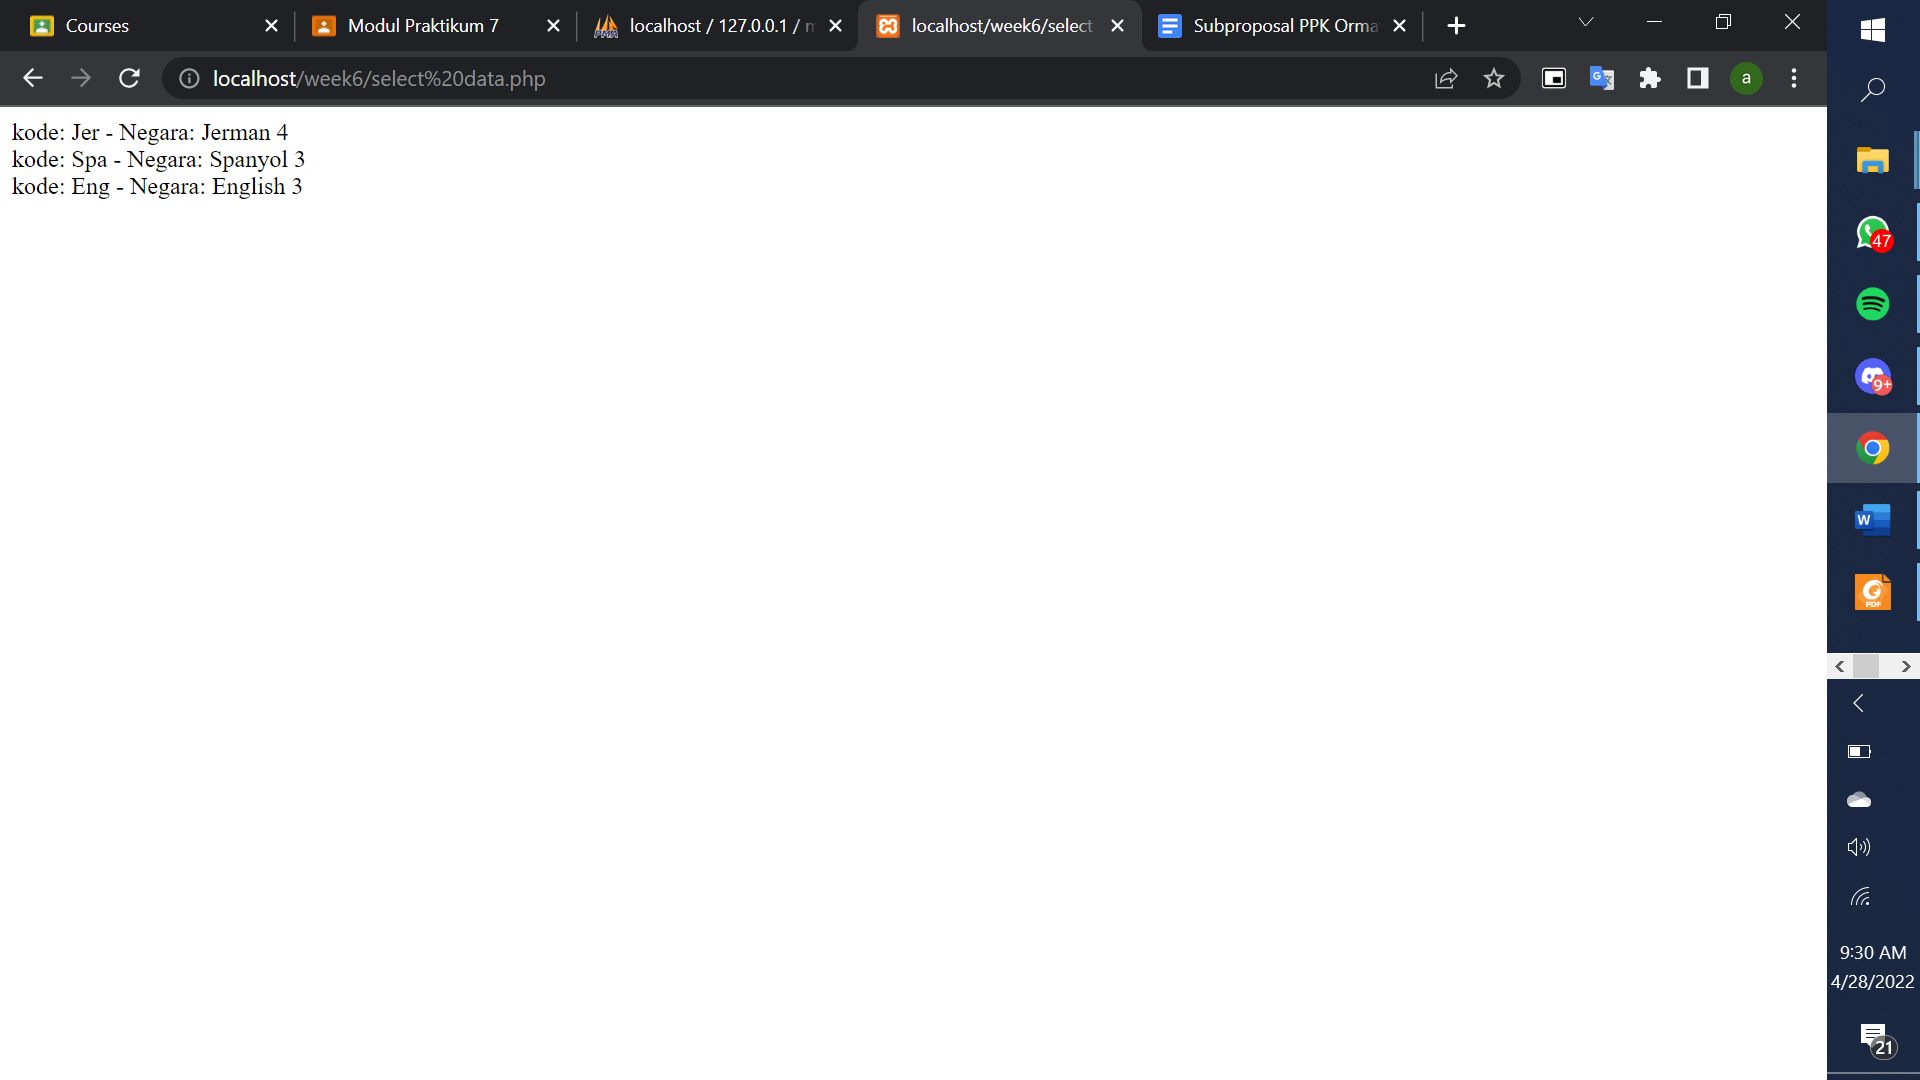 Courses
Modul Praktikum 7
localhost / 127.0.0.1 /
localhost/week6/select
Subproposal PPK Orma
localhost/week6/select%20data.php
a
kode: Jer - Negara: Jerman 4
kode: Spa - Negara: Spanyol 3
kode: Eng - Negara: English 3
47
9+
W
PDF
9:30 AM
4/28/2022
21